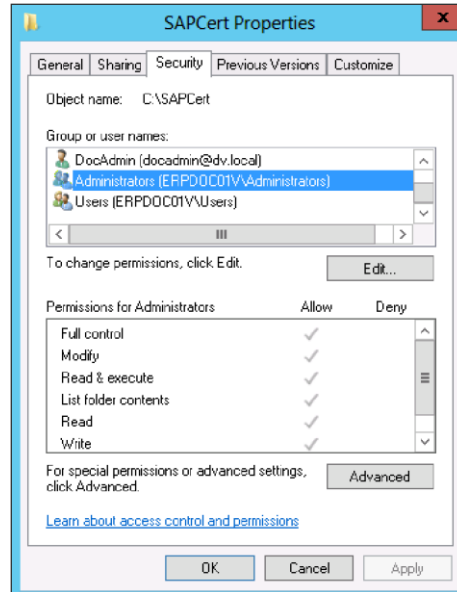 SAPCert Properties
x
General Sharing Security Previous Versions Customize
Object name: C:\SAPCert
Group or user names:
DocAdmin (docadmin@dv.local)
Administrators (ERPDOC01V\Administrators)
Users (ERPDOC01V\Users)
To change permissions, click Edit.
Edit...
Permissions for Administrators Allow Deny
Full control
Modify
Read & execute
List folder contents
Read
Write
For special permissions or advanced settings,
click Advanced.
Advanced
Learn about access control and permissions
OK Cancel Apply